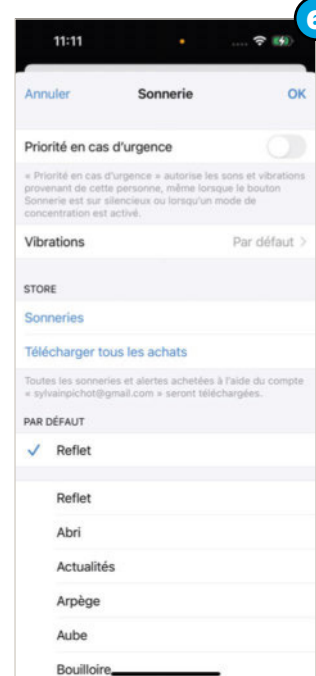 6
11:11
Annuler Sonnerie OK
Priorité en cas d'urgence
« Priorité en cas d'urgence » autorise les sons et vibrations
provenant de cette personne, même lorsque le bouton
Sonnerie est sur silencieux ou lorsqu'un mode de
concentration est activé.
Vibrations Par défaut >
STORE
Sonneries
Télécharger tous les achats
Toutes les sonneries et alertes achetées à l'aide du compte
« sylvainpichot@gmail.com » seront téléchargées.
PAR DÉFAUT
✓ Reflet
Reflet
Abri
Actualités
Arpège
Aube
Bouilloire